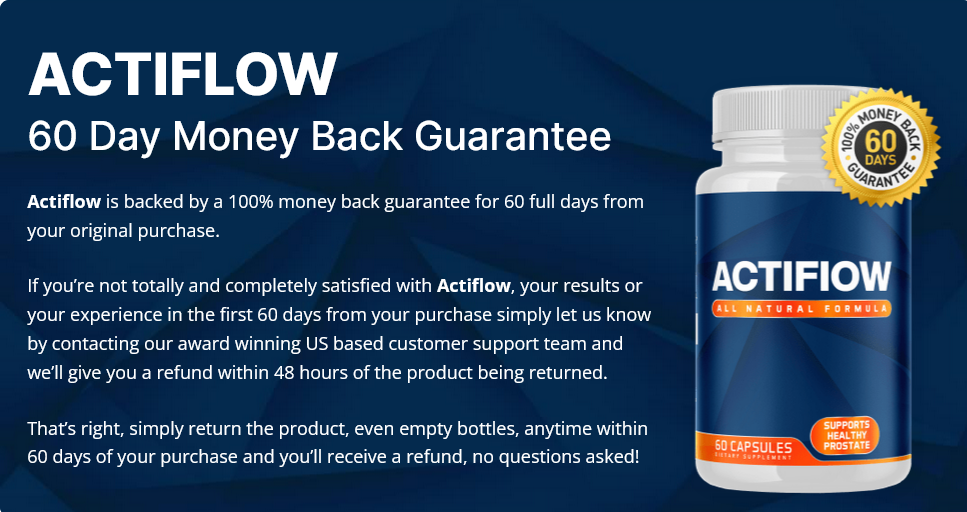 ACTIFLOW
60 Day Money Back Guarantee
Actiflow is backed by a 100% money back guarantee for 60 full days from
your original purchase.
If you're not totally and completely satisfied with Actiflow, your results or
your experience in the first 60 days from your purchase simply let us know
by contacting our award winning US based customer support team and
we'll give you a refund within 48 hours of the product being returned.
That's right, simply return the product, even empty bottles, anytime within
60 days of your purchase and you'll receive a refund, no questions asked!
100% MONEY BACK
60
DAYS
GUARANTEE
ACTIFlOW
ALL NATURAL FORMULA
SUPPORTS
HEALTHY
PROSTATE
60 CAPSULES
DIETARY SUPPLEMENT